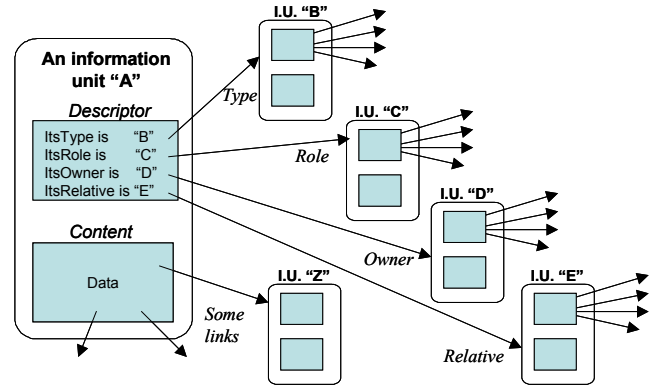 An information
unit “A”
Descriptor
ItsType is “B”
ItsRole is “C”
ItsOwner is “D”
ItsRelative is “E”
Content
Data
I.U. “B”
Type
I.U. “C”
Role
I.U. “D”
Owner
I.U. “Z”
Some
links
I.U. “E”
Relative